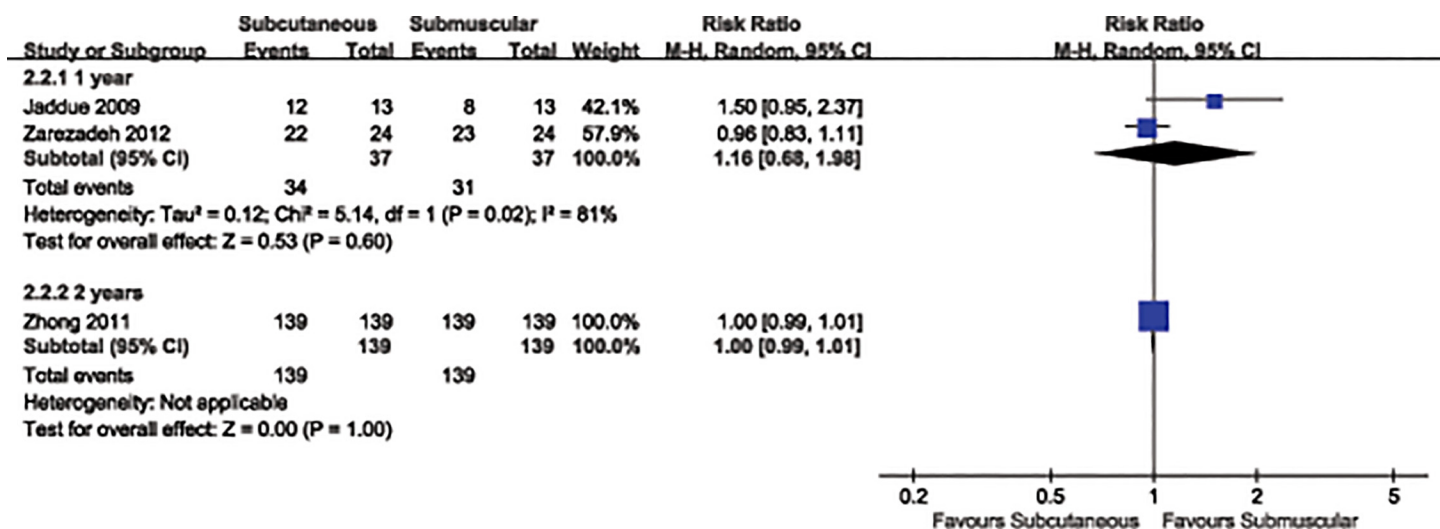 Subcutaneous Submuscular Risk Ratio Risk Ratio
Study or Subgroup Events Total Events Total Weight M-H, Random, 95% CI M-H, Random, 95% CI
2.2.1 1 year
Jaddue 2009 12 13 8 13 42.1% 1.50 [0.95, 2.37]
Zarezadeh 2012 22 24 23 24 57.9% 0.96 [0.83, 1.11]
Subtotal (95% CI) 37 37 100.0% 1.16 [0.68, 1.98]
Total events 34 31
Heterogeneity: Tau² = 0.12; Chi² = 5.14, df = 1 (P = 0.02); I² = 81%
Test for overall effect: Z = 0.53 (P = 0.60)
2.2.2 2 years
Zhong 2011 139 139 139 139 100.0% 1.00 [0.99, 1.01]
Subtotal (95% CI) 139 139 100.0% 1.00 [0.99, 1.01]
Total events 139 139
Heterogeneity: Not applicable
Test for overall effect: Z = 0.00 (P = 1.00)
0.2 0.5 1 2 5
Favours Subcutaneous Favours Submuscular